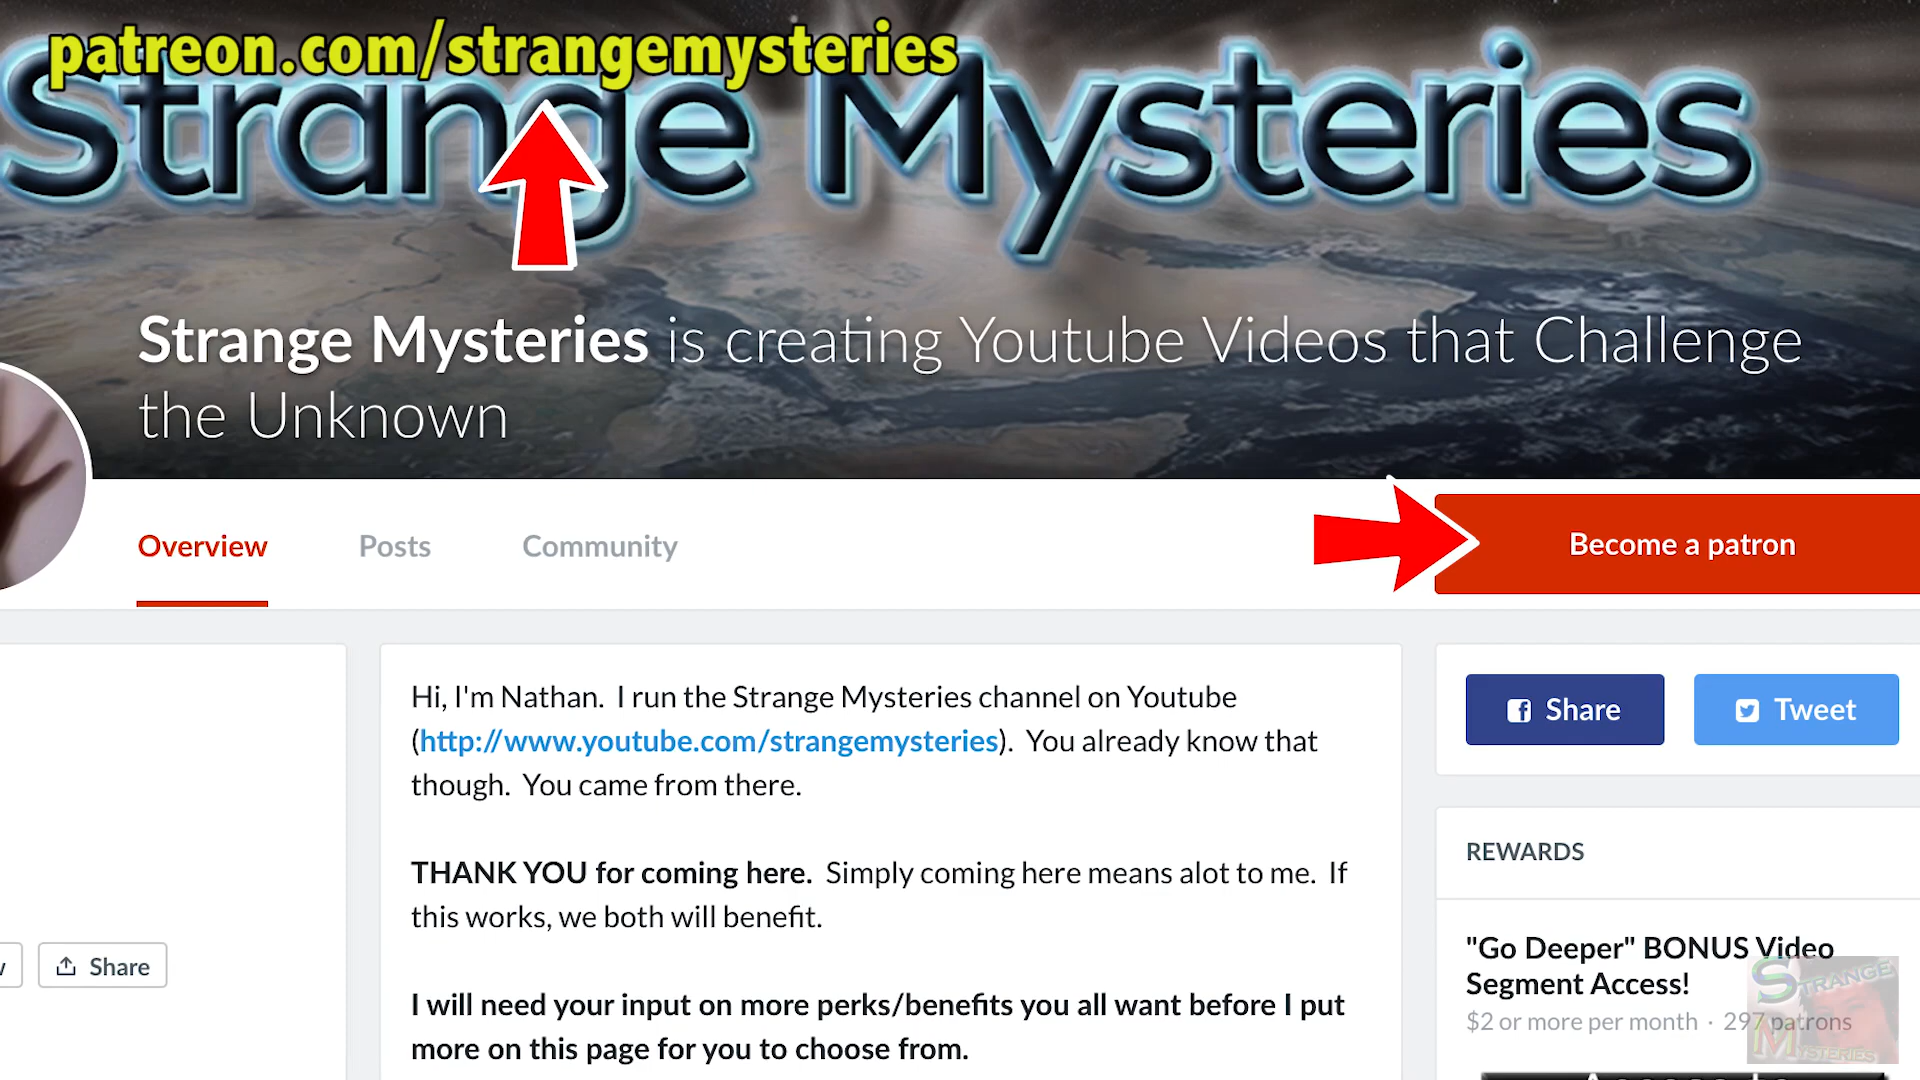 patreon.com/strangemysteries
Strange Mysteries
Strange Mysteries is creating Youtube Videos that Challenge
the Unknown
Overview
Posts
Community
Become a patron
Hi, I'm Nathan.  I run the Strange Mysteries channel on Youtube
(http://www.youtube.com/strangemysteries).  You already know that
though.  You came from there.
THANK YOU for coming here.  Simply coming here means alot to me.  If
this works, we both will benefit.
I will need your input on more perks/benefits you all want before I put
more on this page for you to choose from.
Share
Share
Tweet
REWARDS
"Go Deeper" BONUS Video
Segment Access!
$2 or more per month · 297 patrons
STRANGE
MYSTERIES